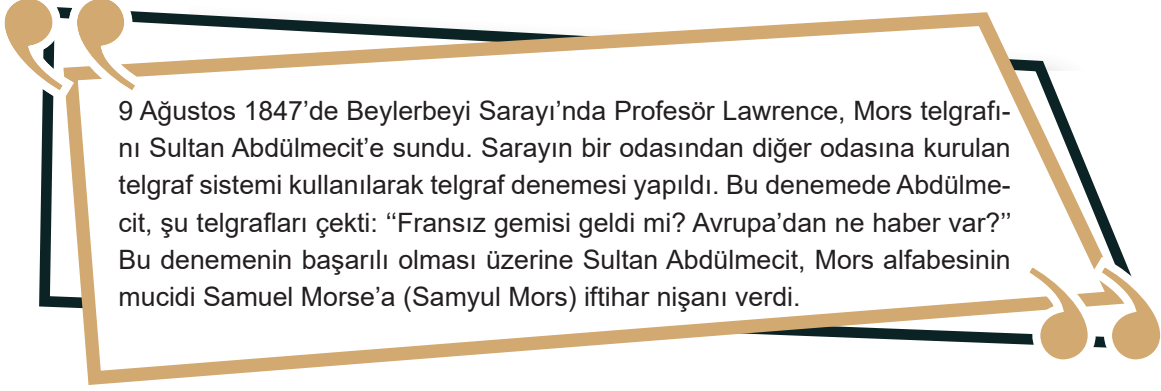 9 Ağustos 1847’de Beylerbeyi Sarayı’nda Profesör Lawrence, Mors telgrafı-
nı Sultan Abdülmecit’e sundu. Sarayın bir odasından diğer odasına kurulan
telgraf sistemi kullanılarak telgraf denemesi yapıldı. Bu denemede Abdülme-
cit, şu telgrafları çekti: ‘‘Fransız gemisi geldi mi? Avrupa’dan ne haber var?’’
Bu denemenin başarılı olması üzerine Sultan Abdülmecit, Mors alfabesinin
mucidi Samuel Morse’a (Samyul Mors) iftihar nişanı verdi.